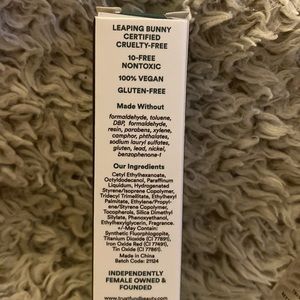 LEAPING BUNNY
CERTIFIED
CRUELTY-FREE
10-FREE
NONTOXIC
100% VEGAN
GLUTEN-FREE
Made Without
formaldehyde, toluene,
DBP, formaldehyde,
resin, parabens, xylene,
camphor, phthalates,
sodium lauryl sulfates,
gluten, lead, nickel,
benzophenone-1
Our Ingredients
Cetyl Ethylhexanoate,
Octyldodecanol, Paraffinum
Liquidum, Hydrogenated
Styrene/Isoprene Copolymer,
Tridecyl Trimellitate, Ethylhexyl
Palmitate, Ethylene/Propyl-
ene/Styrene Copolymer,
Tocopherols, Silica Dimethyl
Silylate, Phenoxyethanol,
Ethylhexylglycerin, Fragrance.
+/-May Contain:
Synthetic Fluorphlogopite,
Titanium Dioxide (CI 77891),
Iron Oxide Red (CI 77491),
Tin Oxide (CI 77861).
Made in China
Batch Code: 21124
INDEPENDENTLY
FEMALE OWNED &
FOUNDED
www.trustfundbeauty.com